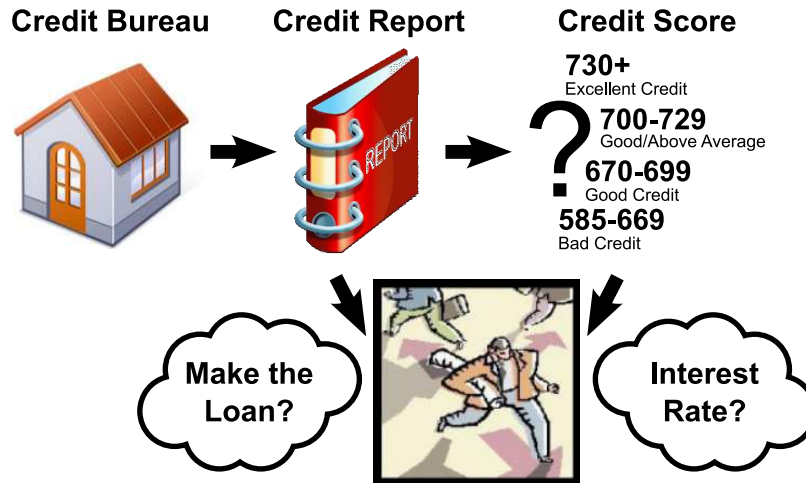 Credit Bureau
Credit Report
Credit Score
REPORT
730+
Excellent Credit
?
700-729
Good/Above Average
670-699
Good Credit
585-669
Bad Credit
Make the
Loan?
Interest
Rate?